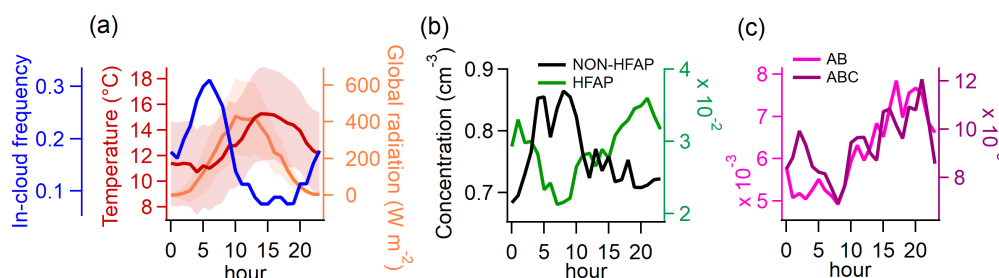 (a)
In-cloud frequency
0.3
0.2
0.1
Temperature (°C)
18
16
14
12
10
8
600
400
200
0
Global radiation
(W m⁻²)
0 5 10 15 20
hour
(b)
Concentration (cm⁻³)
0.9
0.8
0.7
NON-HFAP
HFAP
4
3
2
x 10⁻²
0 5 10 15 20
hour
(c)
AB
ABC
8
7
6
5
x 10⁻³
12
10
8
0 5 10 15 20
hour